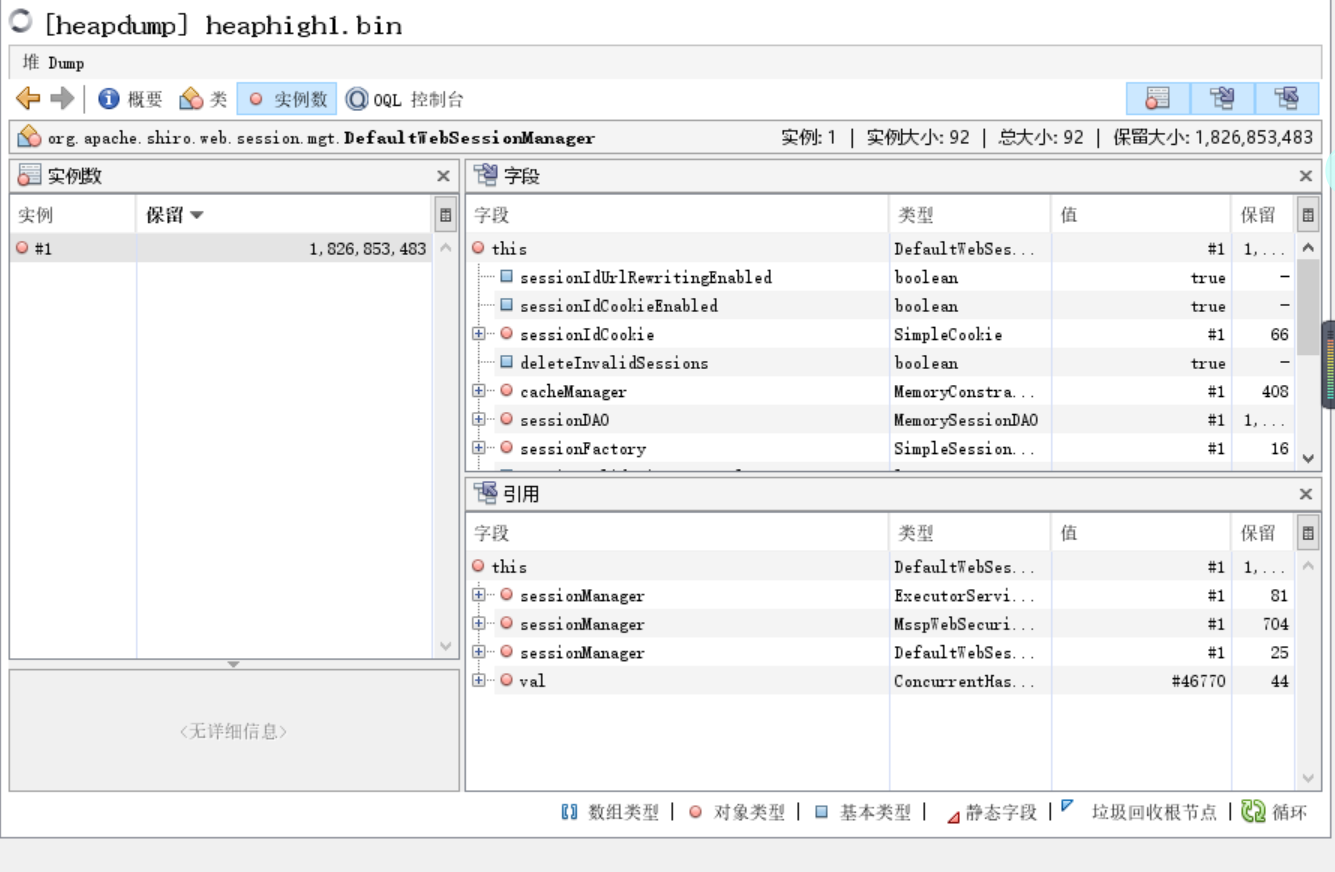 [heapdump] heaphigh1.bin
堆 Dump
概要 类 实例数 OQL 控制台
org.apache.shiro.web.session.mgt.DefaultWebSessionManager 实例: 1 | 实例大小: 92 | 总大小: 92 | 保留大小: 1,826,853,483
实例数
实例 保留
#1 1,826,853,483
<无详细信息>
字段
字段 类型 值 保留
this DefaultWebSes... #1 1,...
sessionIdUrlRewritingEnabled boolean true —
sessionIdCookieEnabled boolean true —
sessionIdCookie SimpleCookie #1 66
deleteInvalidSessions boolean true —
cacheManager MemoryConstra... #1 408
sessionDAO MemorySessionDAO #1 1,...
sessionFactory SimpleSession... #1 16
引用
字段 类型 值 保留
this DefaultWebSes... #1 1,...
sessionManager ExecutorServi... #1 81
sessionManager MsspWebSecuri... #1 704
sessionManager DefaultWebSes... #1 25
val ConcurrentHas... #46770 44
数组类型 | 对象类型 | 基本类型 | 静态字段 | 垃圾回收根节点 | 循环